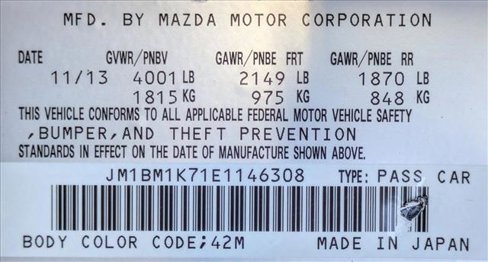 MFD. BY MAZDA MOTOR CORPORATION
DATE GVWR/PNBV GAWR/PNBE FRT GAWR/PNBE RR
11/13 4001 LB 2149 LB 1870 LB
1815 KG 975 KG 848 KG
THIS VEHICLE CONFORMS TO ALL APPLICABLE FEDERAL MOTOR VEHICLE SAFETY
,BUMPER,AND THEFT PREVENTION
STANDARDS IN EFFECT ON THE DATE OF MANUFACTURE SHOWN ABOVE.
JM1BM1K71E1146308 TYPE: PASS CAR
BODY COLOR CODE;42M MADE IN JAPAN